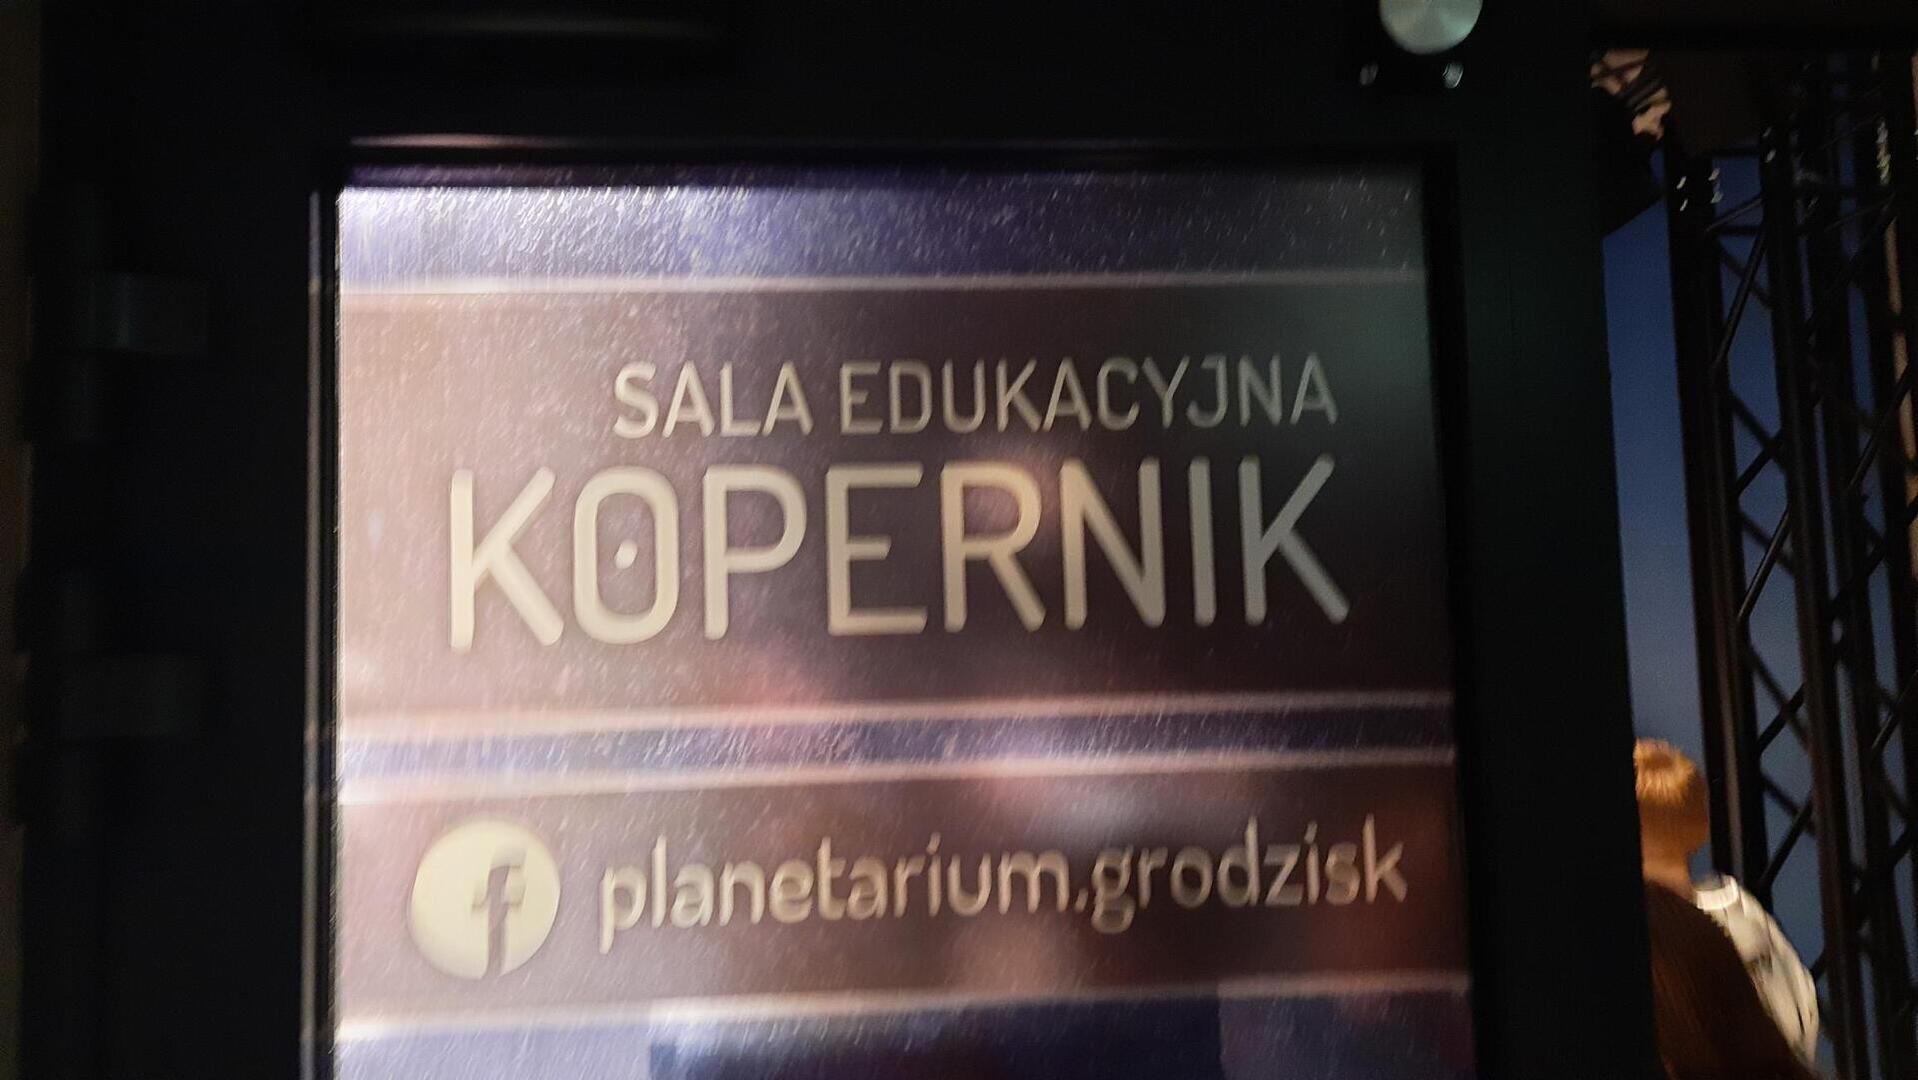 SALA EDUKACYJNA
KOPERNIK
f planetarium.grodzisk